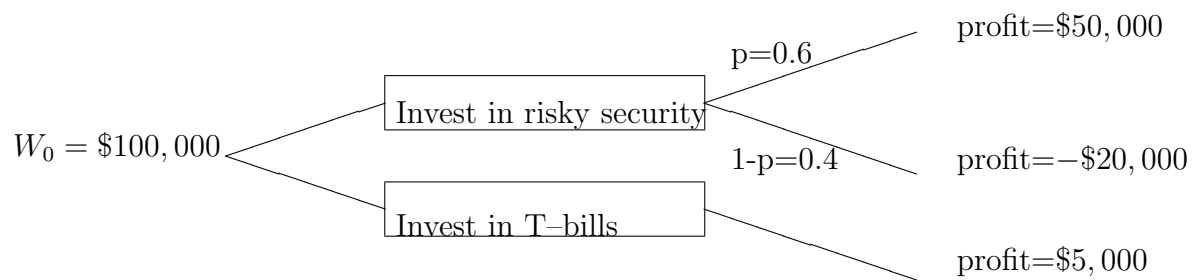 profit=$50,000
p=0.6
Invest in risky security
W0 = $100,000
1-p=0.4
profit=−$20,000
Invest in T–bills
profit=$5,000